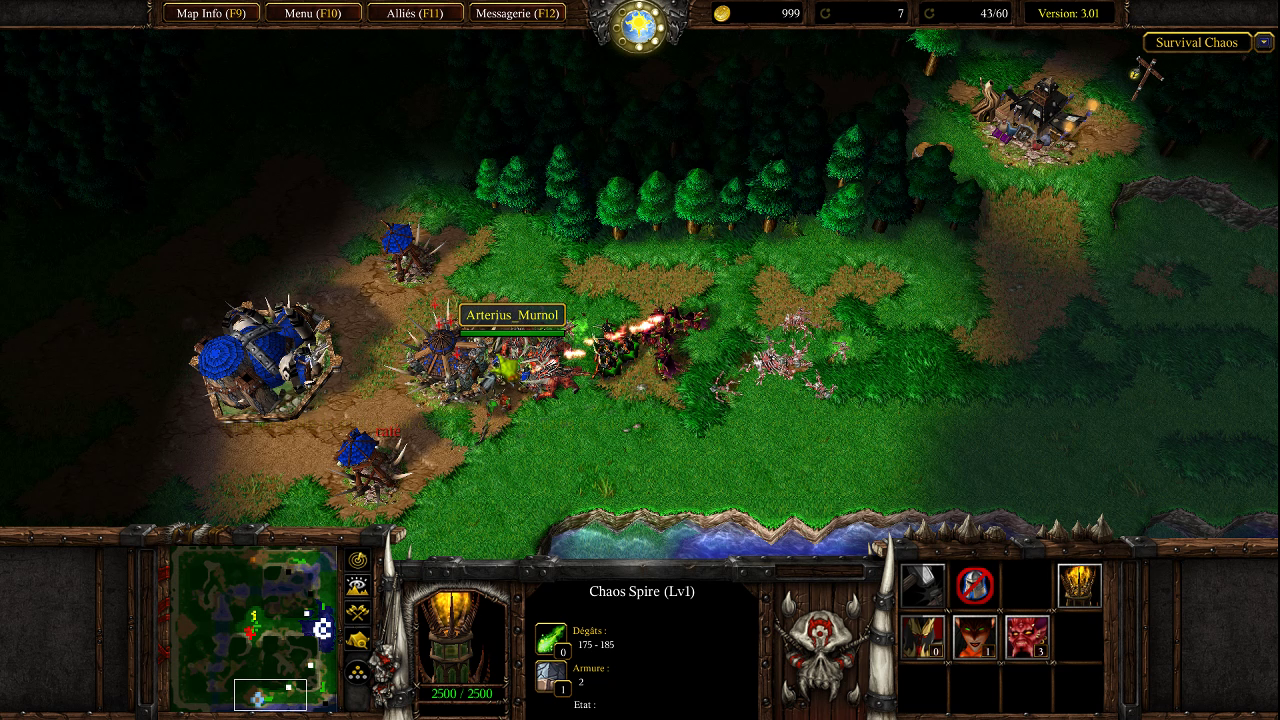 Map Info (F9)
Menu (F10)
Alliés (F11)
Messagerie (F12)
999
7
43/60
Version: 3.01
Survival Chaos
Arterius_Murnol
raté
Chaos Spire (Lv1)
Dégâts :
175 - 185
0
Armure :
2
1
Etat :
2500 / 2500
0
1
3